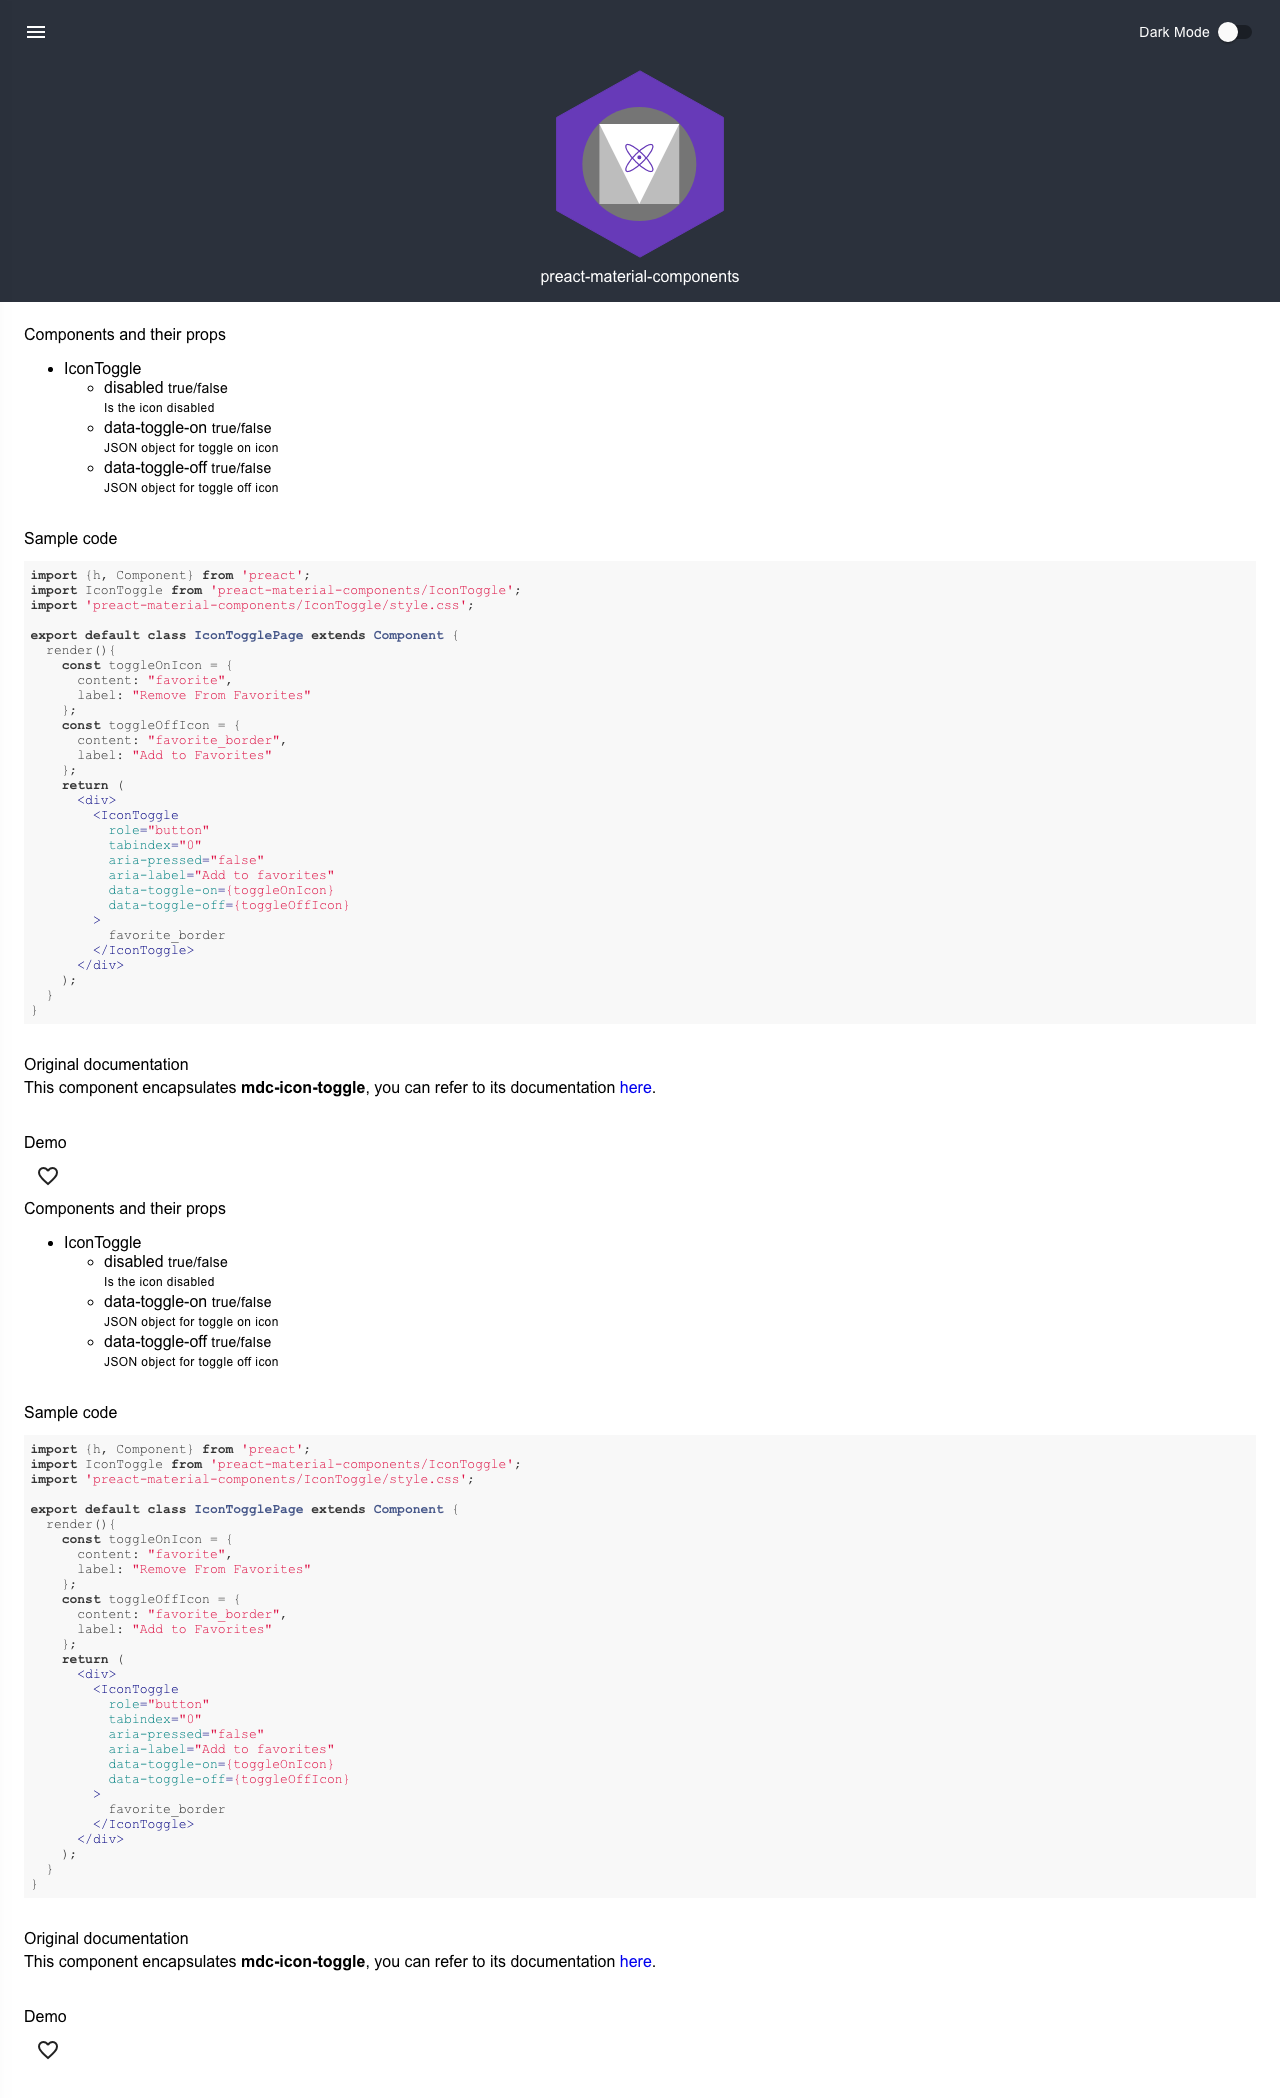 Dark Mode
preact-material-components
Components and their props
IconToggle
disabled true/false
Is the icon disabled
data-toggle-on true/false
JSON object for toggle on icon
data-toggle-off true/false
JSON object for toggle off icon
Sample code
import {h, Component} from 'preact';
import IconToggle from 'preact-material-components/IconToggle';
import 'preact-material-components/IconToggle/style.css';
export default class IconTogglePage extends Component {
render(){
const toggleOnIcon = {
content: "favorite",
label: "Remove From Favorites"
};
const toggleOffIcon = {
content: "favorite_border",
label: "Add to Favorites"
};
return (
<div>
<IconToggle
role="button"
tabindex="0"
aria-pressed="false"
aria-label="Add to favorites"
data-toggle-on={toggleOnIcon}
data-toggle-off={toggleOffIcon}
>
favorite_border
</IconToggle>
</div>
);
}
}
Original documentation
This component encapsulates mdc-icon-toggle, you can refer to its documentation here.
Demo
Components and their props
IconToggle
disabled true/false
Is the icon disabled
data-toggle-on true/false
JSON object for toggle on icon
data-toggle-off true/false
JSON object for toggle off icon
Sample code
import {h, Component} from 'preact';
import IconToggle from 'preact-material-components/IconToggle';
import 'preact-material-components/IconToggle/style.css';
export default class IconTogglePage extends Component {
render(){
const toggleOnIcon = {
content: "favorite",
label: "Remove From Favorites"
};
const toggleOffIcon = {
content: "favorite_border",
label: "Add to Favorites"
};
return (
<div>
<IconToggle
role="button"
tabindex="0"
aria-pressed="false"
aria-label="Add to favorites"
data-toggle-on={toggleOnIcon}
data-toggle-off={toggleOffIcon}
>
favorite_border
</IconToggle>
</div>
);
}
}
Original documentation
This component encapsulates mdc-icon-toggle, you can refer to its documentation here.
Demo